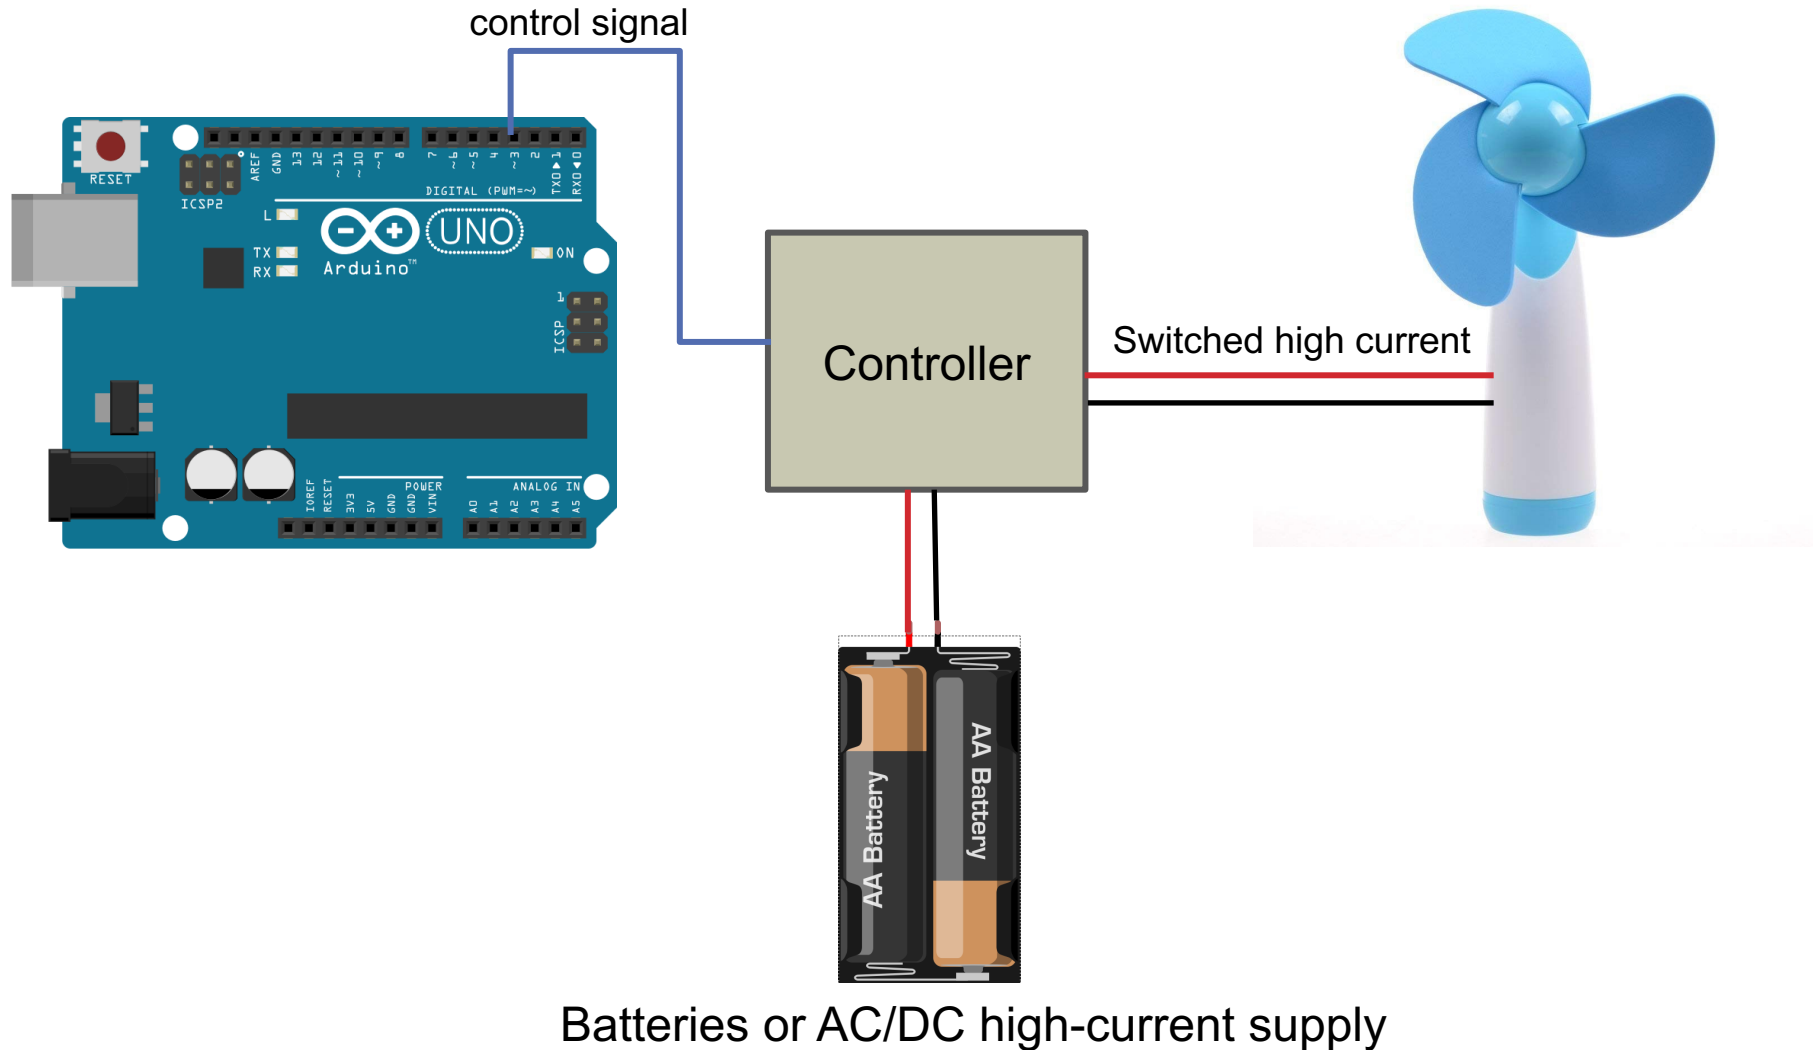 control signal
RESET
ICSP2
AREF
GND
13
12
~11
~10
~9
8
7
~6
~5
4
~3
2
TX0▶1
RX0◀0
DIGITAL (PWM=~)
L
TX
RX
UNO
Arduino™
ON
1
ICSP
Controller
Switched high current
IOREF
RESET
3V3
5V
GND
GND
VIN
POWER
ANALOG IN
A0
A1
A2
A3
A4
A5
AA Battery
AA Battery
Batteries or AC/DC high-current supply